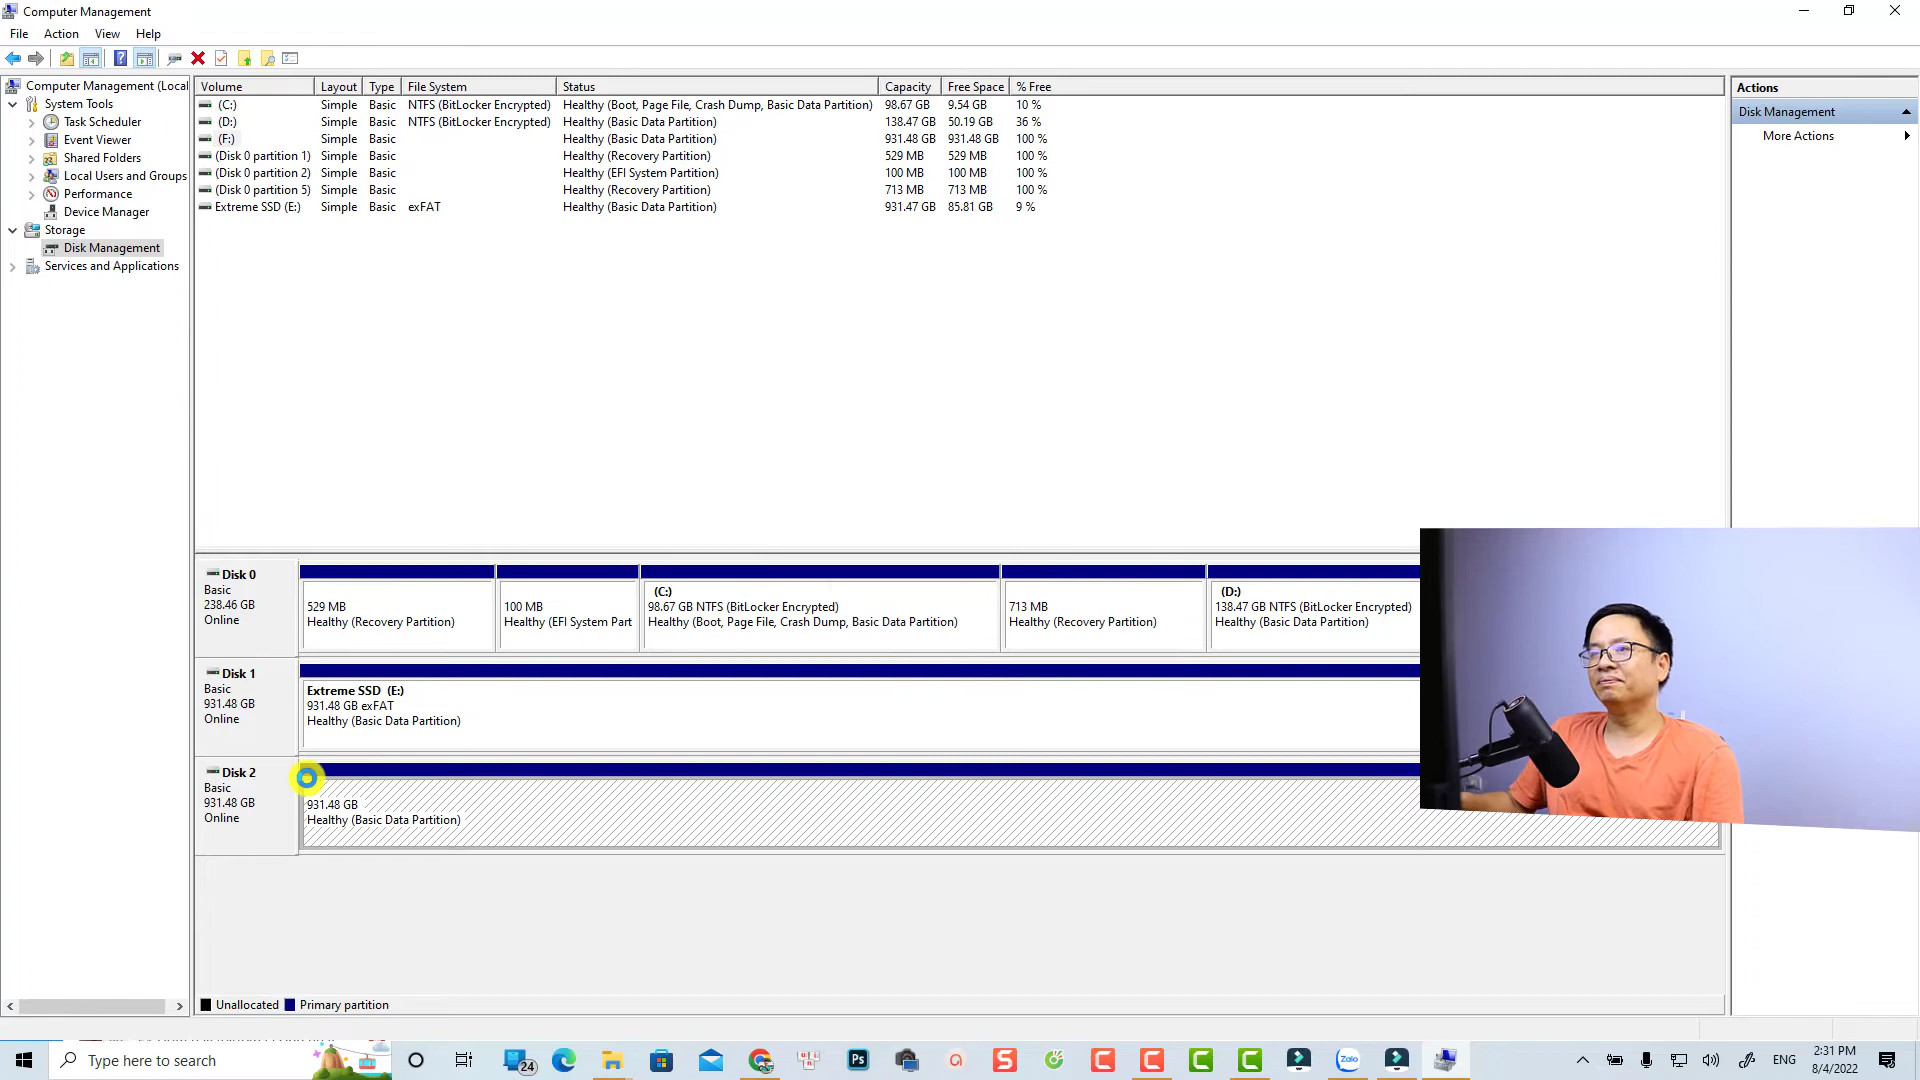 Computer Management
File Action View Help
Computer Management (Local
System Tools
Task Scheduler
Event Viewer
Shared Folders
Local Users and Groups
Performance
Device Manager
Storage
Disk Management
Services and Applications
Volume Layout Type File System Status Capacity Free Space % Free
(C:) Simple Basic NTFS (BitLocker Encrypted) Healthy (Boot, Page File, Crash Dump, Basic Data Partition) 98.67 GB 9.54 GB 10 %
(D:) Simple Basic NTFS (BitLocker Encrypted) Healthy (Basic Data Partition) 138.47 GB 50.19 GB 36 %
(F:) Simple Basic Healthy (Basic Data Partition) 931.48 GB 931.48 GB 100 %
(Disk 0 partition 1) Simple Basic Healthy (Recovery Partition) 529 MB 529 MB 100 %
(Disk 0 partition 2) Simple Basic Healthy (EFI System Partition) 100 MB 100 MB 100 %
(Disk 0 partition 5) Simple Basic Healthy (Recovery Partition) 713 MB 713 MB 100 %
Extreme SSD (E:) Simple Basic exFAT Healthy (Basic Data Partition) 931.47 GB 85.81 GB 9 %
Actions
Disk Management
More Actions
Disk 0
Basic
238.46 GB
Online
529 MB
Healthy (Recovery Partition)
100 MB
Healthy (EFI System Part
(C:)
98.67 GB NTFS (BitLocker Encrypted)
Healthy (Boot, Page File, Crash Dump, Basic Data Partition)
713 MB
Healthy (Recovery Partition)
(D:)
138.47 GB NTFS (BitLocker Encrypted)
Healthy (Basic Data Partition)
Disk 1
Basic
931.48 GB
Online
Extreme SSD (E:)
931.48 GB exFAT
Healthy (Basic Data Partition)
Disk 2
Basic
931.48 GB
Online
931.48 GB
Healthy (Basic Data Partition)
Unallocated Primary partition
Type here to search
24
Ps
Zalo
ENG
2:31 PM
8/4/2022